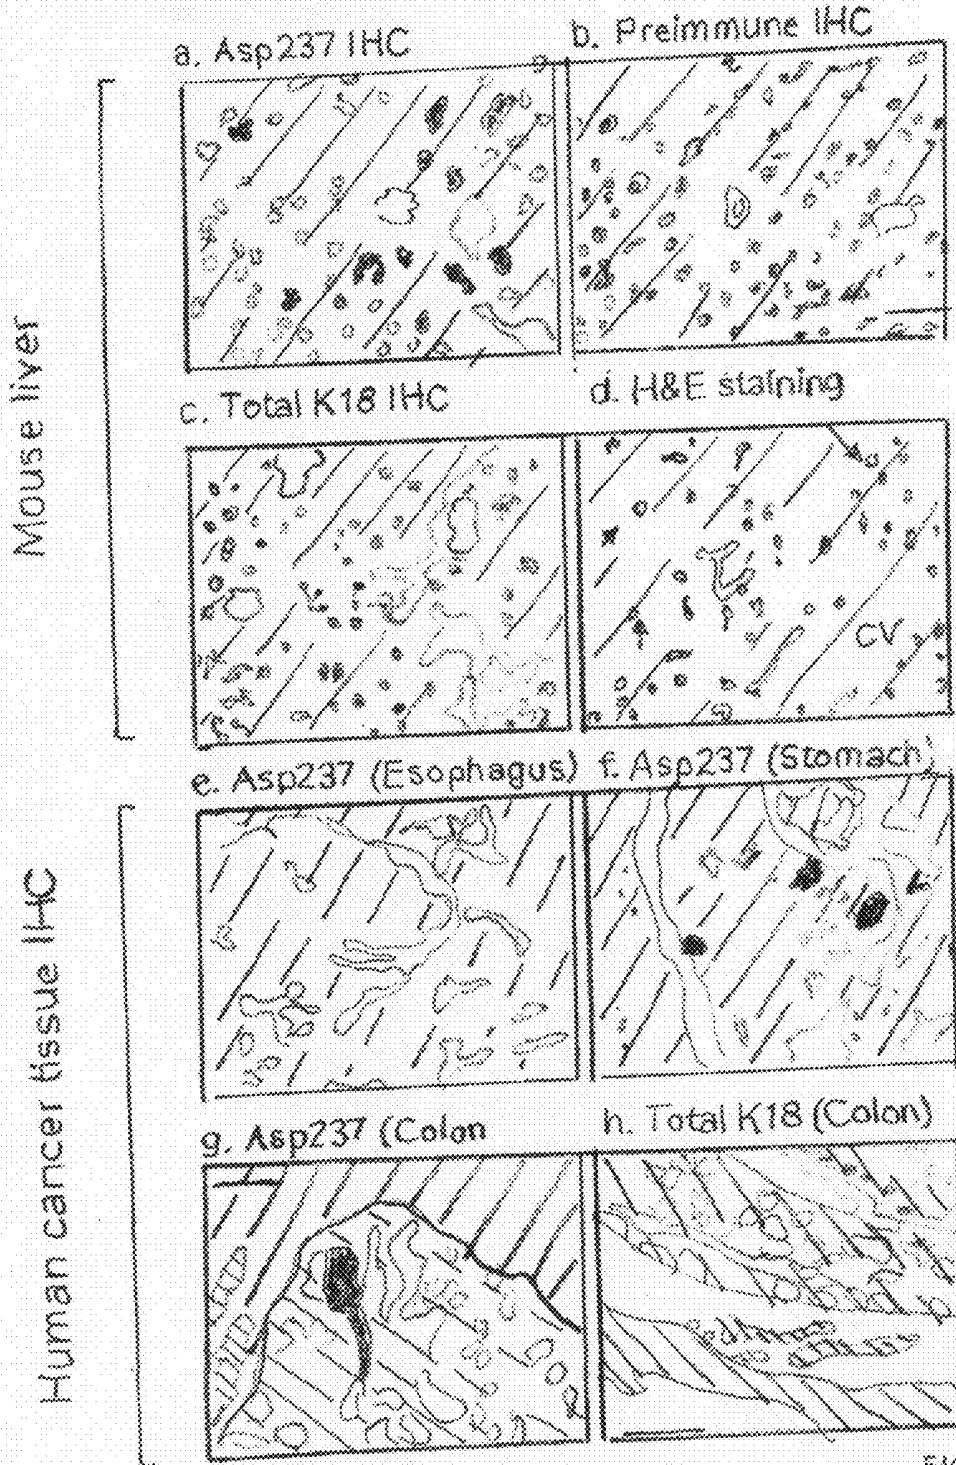 a. Asp237 IHC
b. Preimmune IHC
Mouse liver
c. Total K18 IHC
d. H&E staining
CV
e. Asp237 (Esophagus)
f. Asp237 (Stomach)
Human cancer tissue IHC
g. Asp237 (Colon
h. Total K18 (Colon)